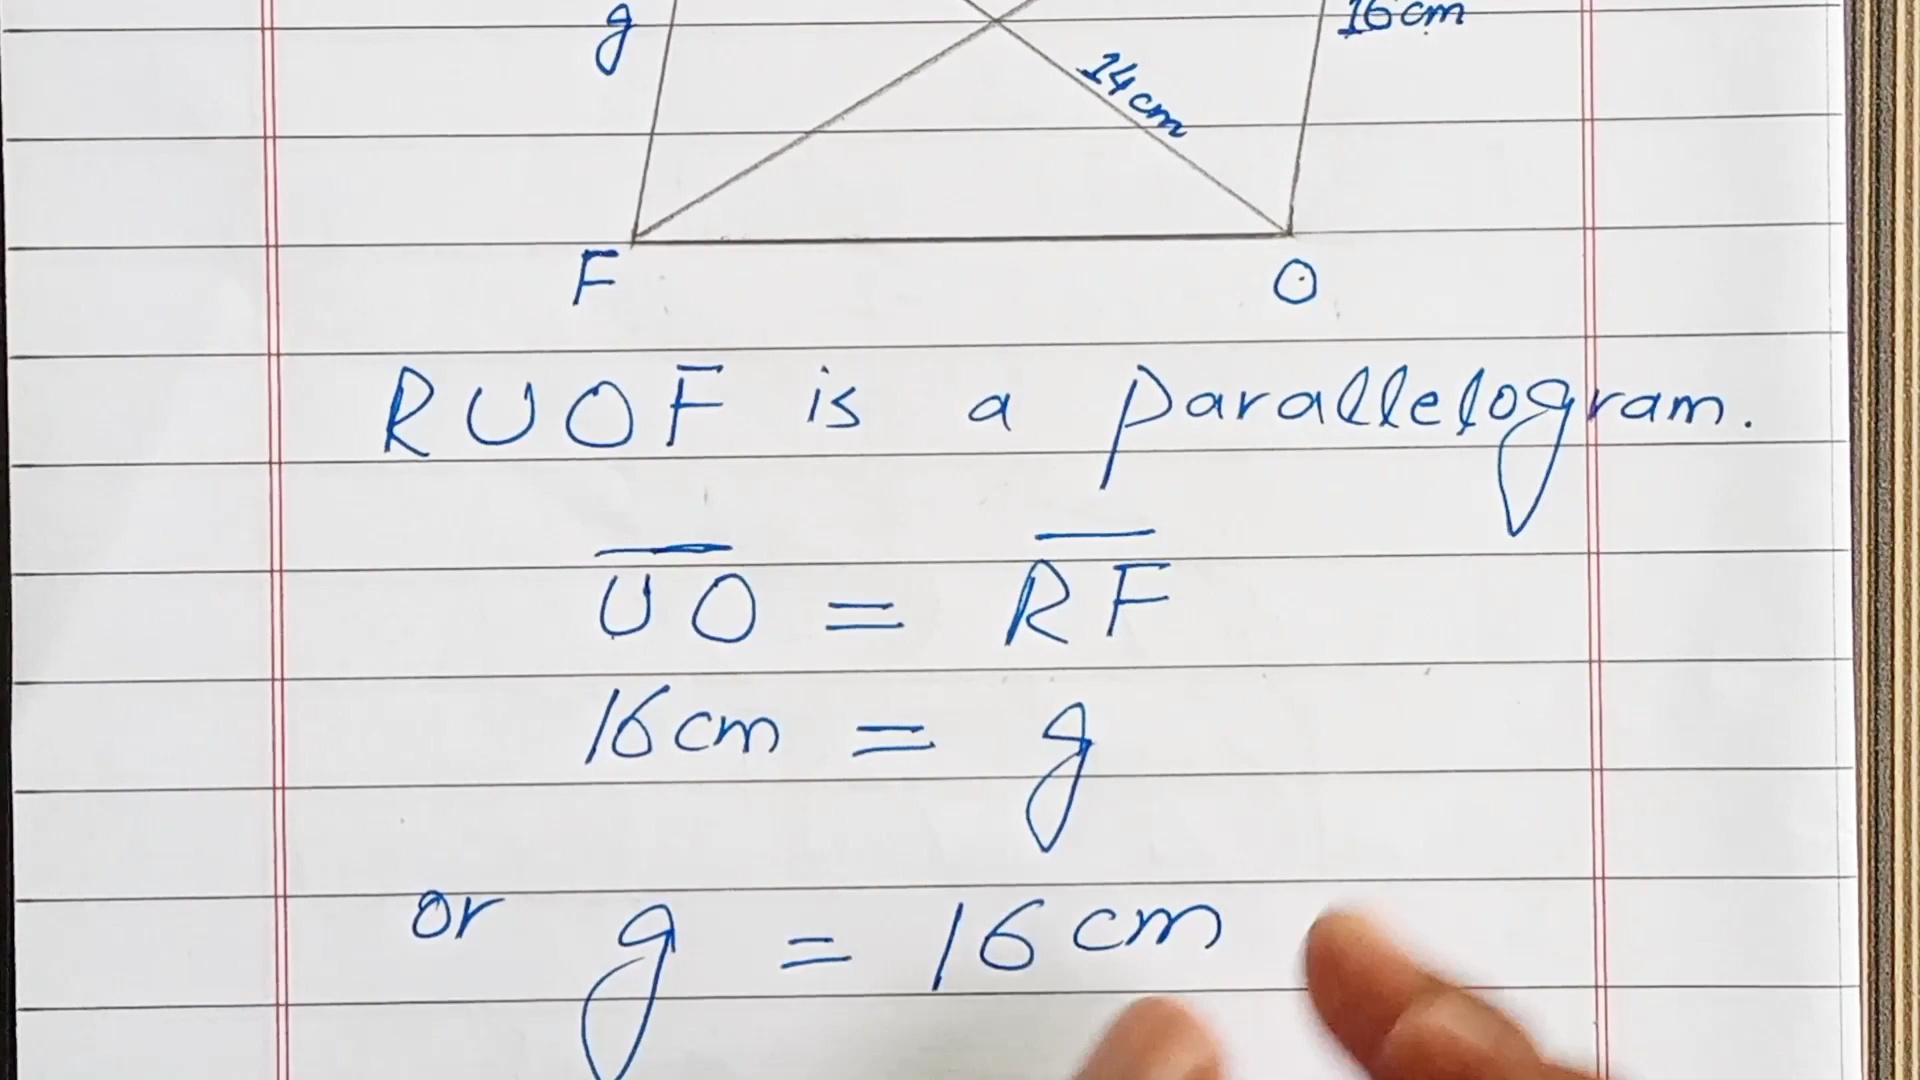 g
16cm
14cm
F
O
RUOF is a parallelogram.
UO = RF
16cm = g
or g = 16cm